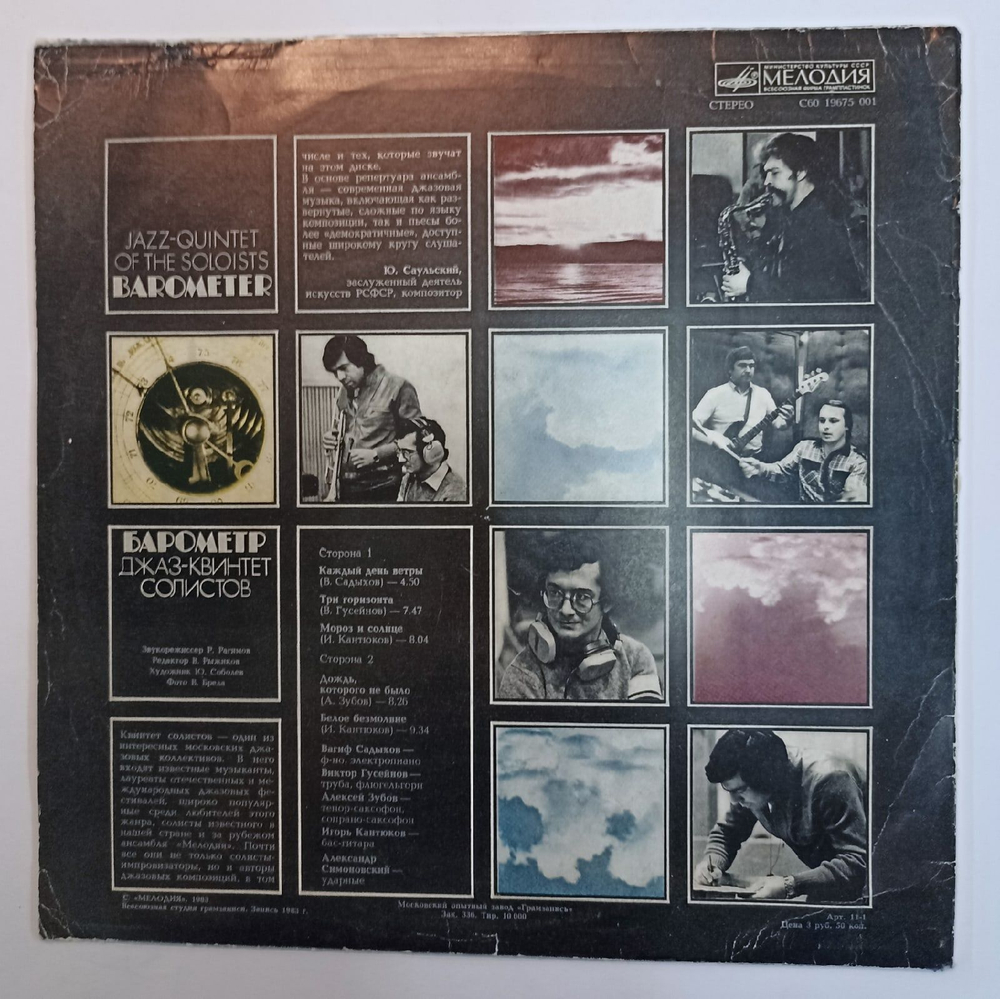 МИНИСТЕРСТВО КУЛЬТУРЫ СССР
МЕЛОДИЯ
ВСЕСОЮЗНАЯ ФИРМА ГРАМПЛАСТИНОК
СТЕРЕО С60 19675 001
JAZZ-QUINTET
OF THE SOLOISTS
BAROMETER
числе и тех, которые звучат
на этом диске.
В основе репертуара ансамб-
ля — современная джазовая
музыка, включающая как раз-
вернутые, сложные по языку
композиции, так и пьесы бо-
лее «демократичные», доступ-
ные широкому кругу слуша-
телей.
Ю. Саульский,
заслуженный деятель
искусств РСФСР, композитор
75
БАРОМЕТР
ДЖАЗ-КВИНТЕТ
СОЛИСТОВ
Звукорежиссер Р. Рагимов
Редактор В. Рыжиков
Художник Ю. Соболев
Фото В. Бреля
Сторона 1
Каждый день ветры
(В. Садыхов) — 4.50
Три горизонта
(В. Гусейнов) — 7.47
Мороз и солнце
(И. Кантюков) — 8.04
Сторона 2
Дождь,
которого не было
(А. Зубов) — 8.26
Белое безмолвие
(И. Кантюков) — 9.34
Вагиф Садыхов —
ф-но, электропиано
Виктор Гусейнов —
труба, флюгельгорн
Алексей Зубов —
тенор-саксофон,
сопрано-саксофон
Игорь Кантюков —
бас-гитара
Александр
Симоновский —
ударные
Квинтет солистов — один из
интересных московских джа-
зовых коллективов. В него
входят известные музыканты,
лауреаты отечественных и ме-
ждународных джазовых фе-
стивалей, широко популяр-
ные среди любителей этого
жанра, солисты известного в
нашей стране и за рубежом
ансамбля «Мелодия». Почти
все они не только солисты-
импровизаторы, но и авторы
джазовых композиций, в том
© «МЕЛОДИЯ», 1983
Всесоюзная студия грамзаписи. Запись 1983 г.
Московский опытный завод «Грамзапись»
Зак. 336. Тир. 10 000
Арт. 11-1
Цена 3 руб. 50 коп.